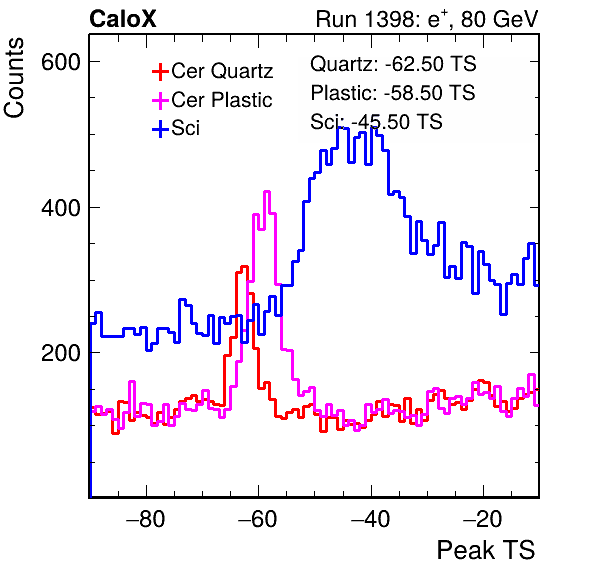 CaloX Run 1398: e⁺, 80 GeV
Counts
600
400
200
Cer Quartz
Cer Plastic
Sci
Quartz: -62.50 TS
Plastic: -58.50 TS
Sci: -45.50 TS
−80 −60 −40 −20
Peak TS